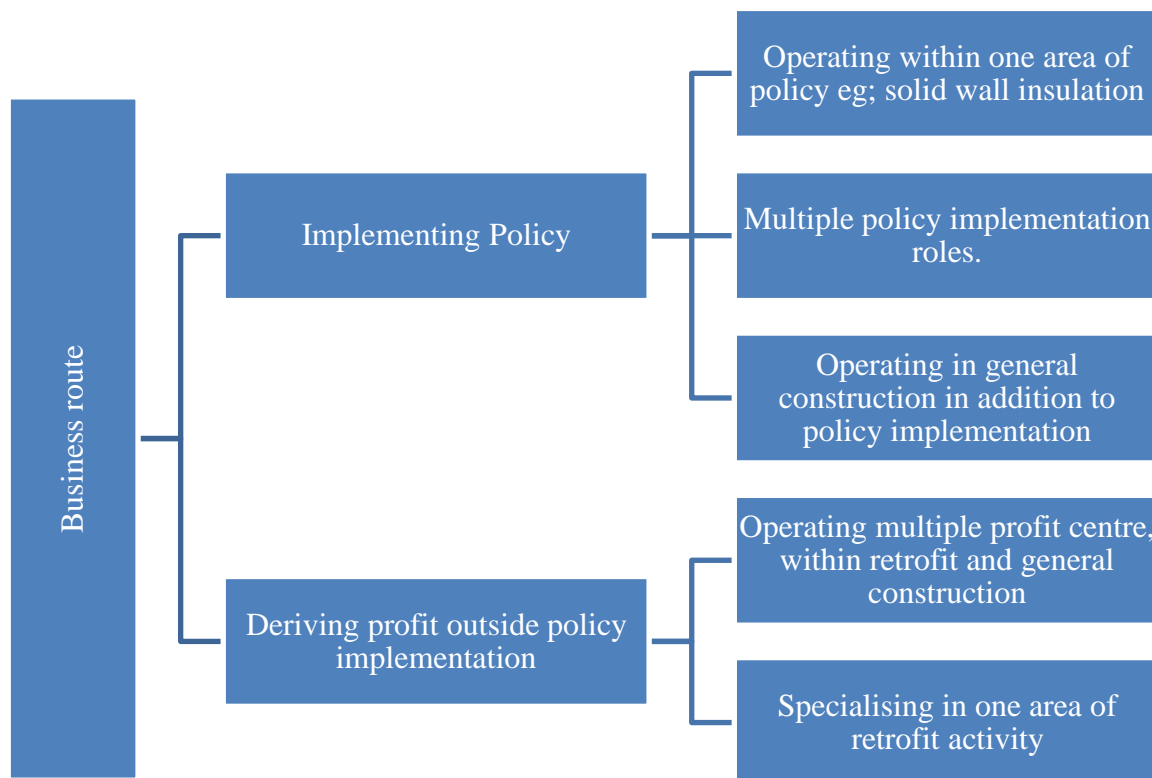 Business route
Implementing Policy
Operating within one area of
policy eg; solid wall insulation
Multiple policy implementation
roles.
Operating in general
construction in addition to
policy implementation
Deriving profit outside policy
implementation
Operating multiple profit centre,
within retrofit and general
construction
Specialising in one area of
retrofit activity